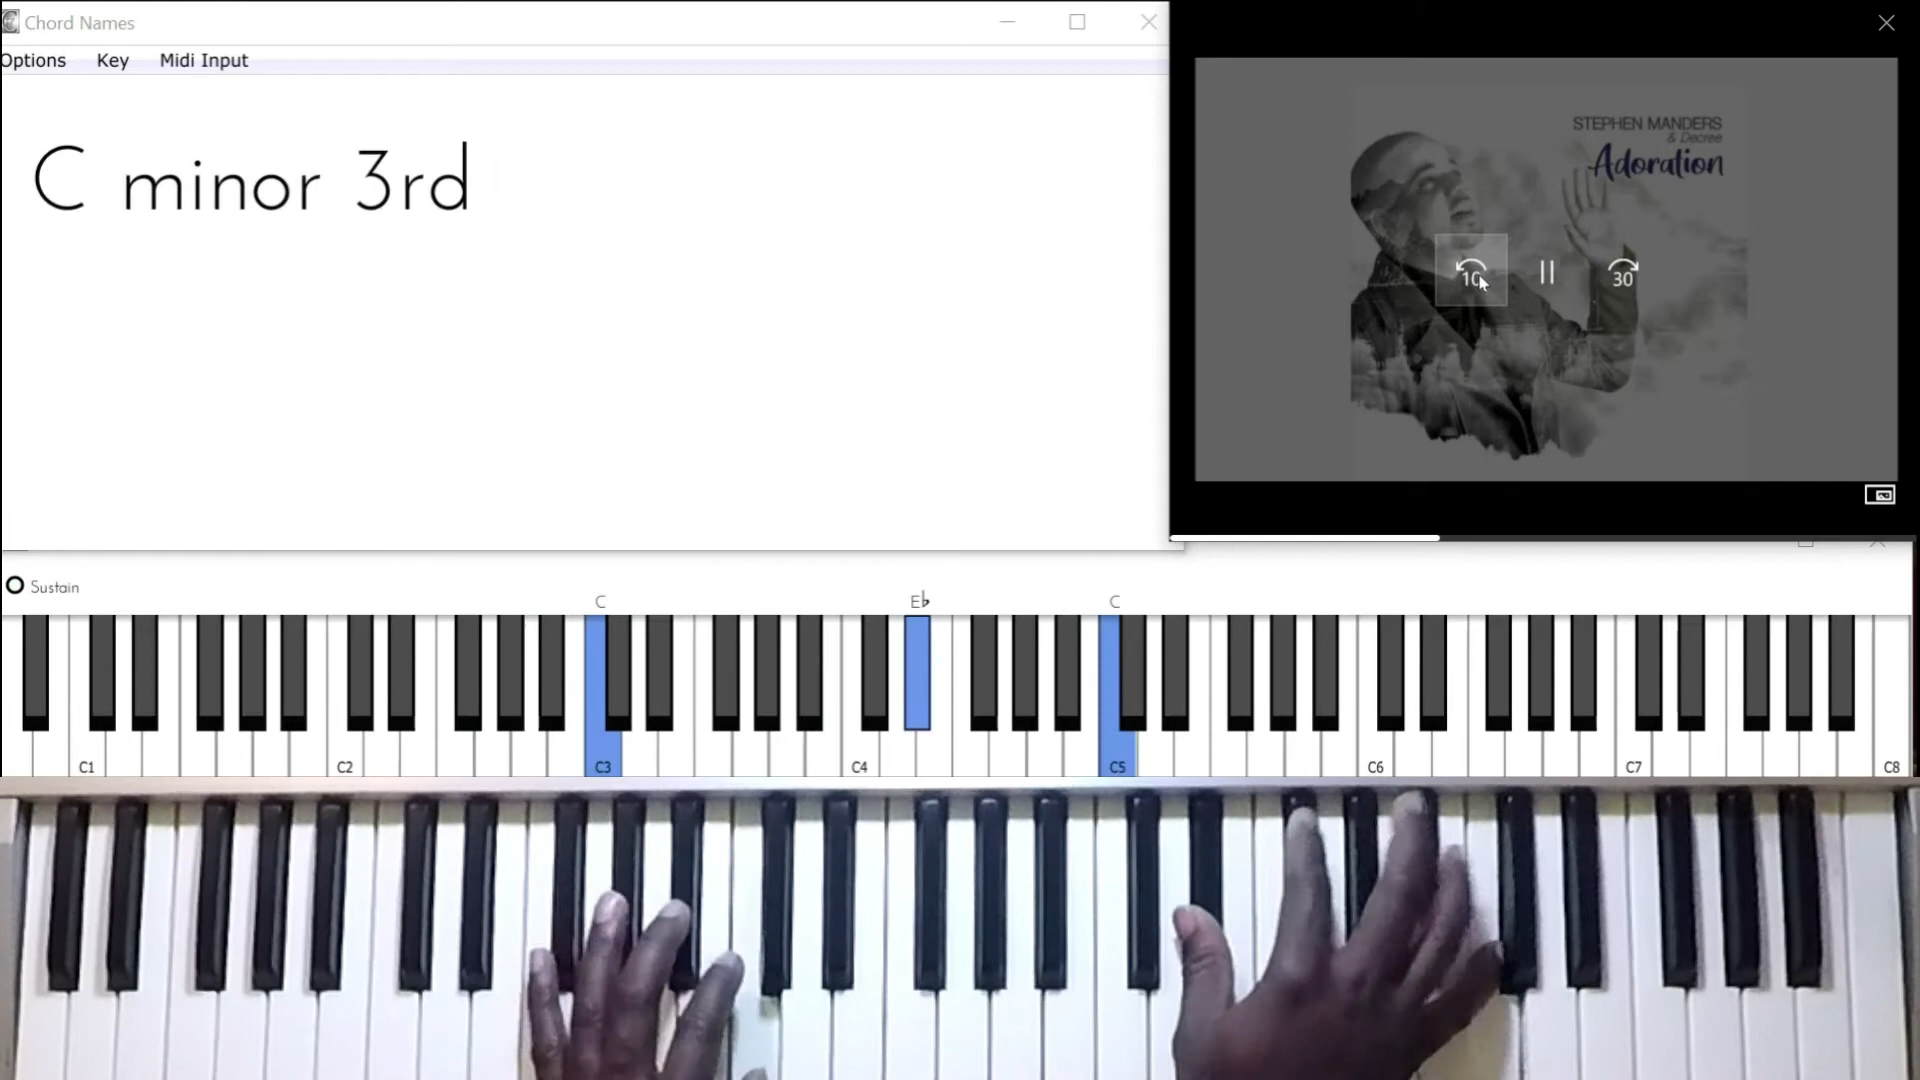 Chord Names
Options Key Midi Input
C minor 3rd
STEPHEN MANDERS
& Decree
Adoration
10
30
Sustain
C E♭ C
C1 C2 C3 C4 C5 C6 C7 C8